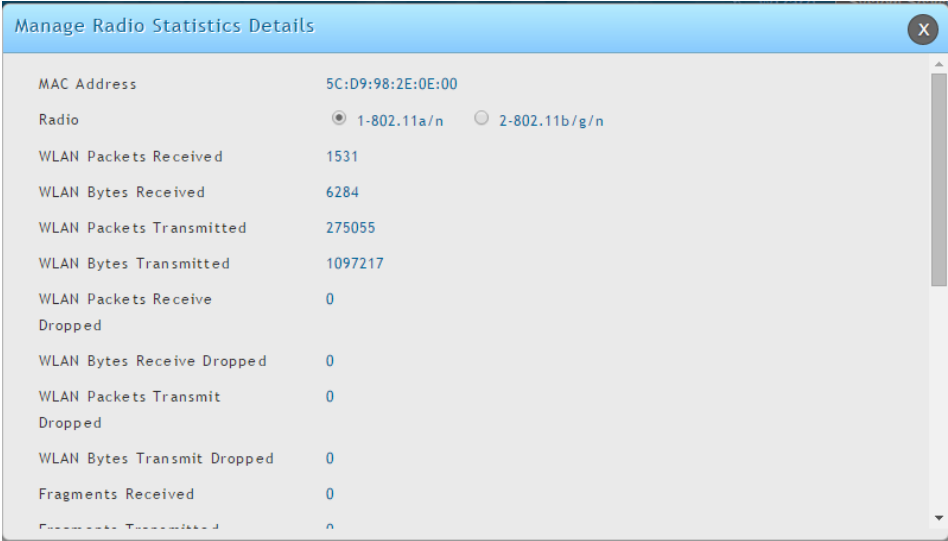 Manage Radio Statistics Details
X
MAC Address 5C:D9:98:2E:0E:00
Radio 1-802.11a/n 2-802.11b/g/n
WLAN Packets Received 1531
WLAN Bytes Received 6284
WLAN Packets Transmitted 275055
WLAN Bytes Transmitted 1097217
WLAN Packets Receive 0
Dropped
WLAN Bytes Receive Dropped 0
WLAN Packets Transmit 0
Dropped
WLAN Bytes Transmit Dropped 0
Fragments Received 0
Fragments Transmitted 0